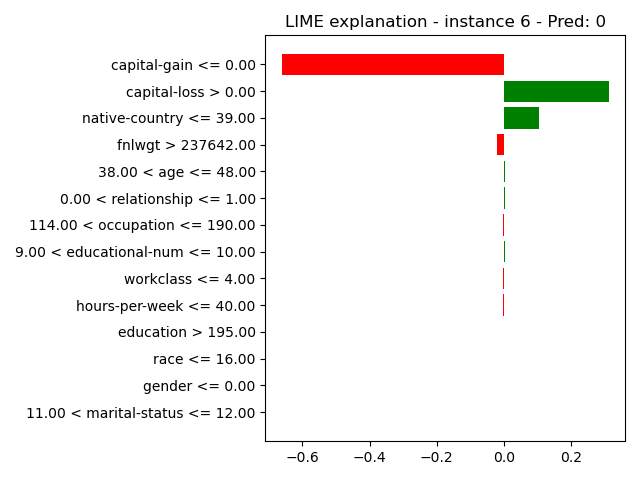 LIME explanation - instance 6 - Pred: 0
capital-gain <= 0.00
capital-loss > 0.00
native-country <= 39.00
fnlwgt > 237642.00
38.00 < age <= 48.00
0.00 < relationship <= 1.00
114.00 < occupation <= 190.00
9.00 < educational-num <= 10.00
workclass <= 4.00
hours-per-week <= 40.00
education > 195.00
race <= 16.00
gender <= 0.00
11.00 < marital-status <= 12.00
−0.6 −0.4 −0.2 0.0 0.2